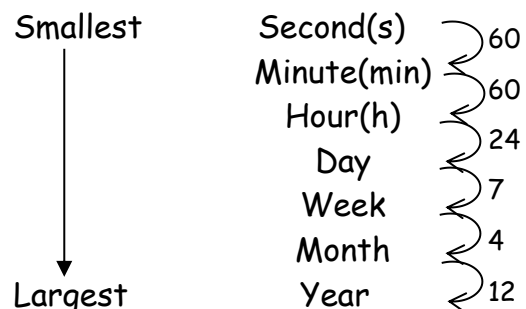 Smallest Second(s)
60
Minute(min)
60
Hour(h)
24
Day
7
Week
4
Month
12
Largest Year